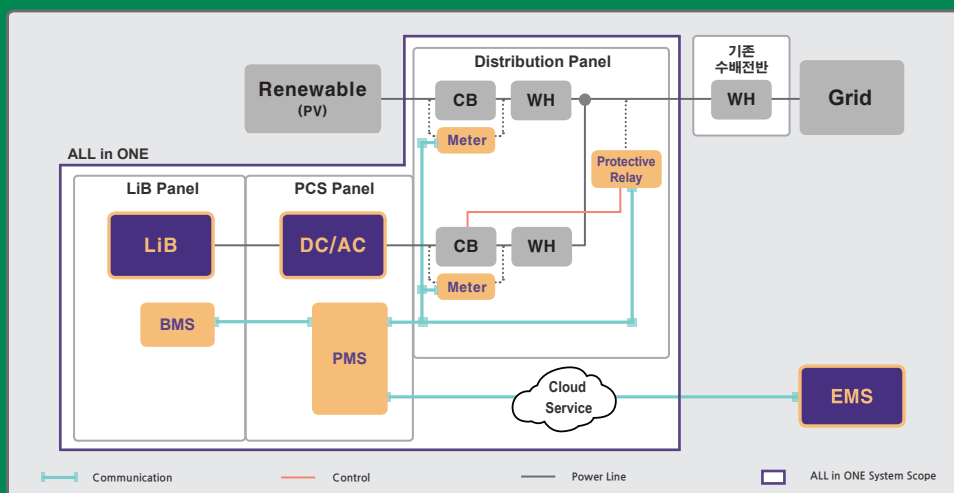 기존
수배전반
Distribution Panel
Renewable
(PV)
CB
WH
WH
Grid
Meter
ALL in ONE
Protective
Relay
LiB Panel
PCS Panel
LiB
DC/AC
CB
WH
Meter
BMS
PMS
Cloud
Service
EMS
Communication
Control
Power Line
ALL in ONE System Scope